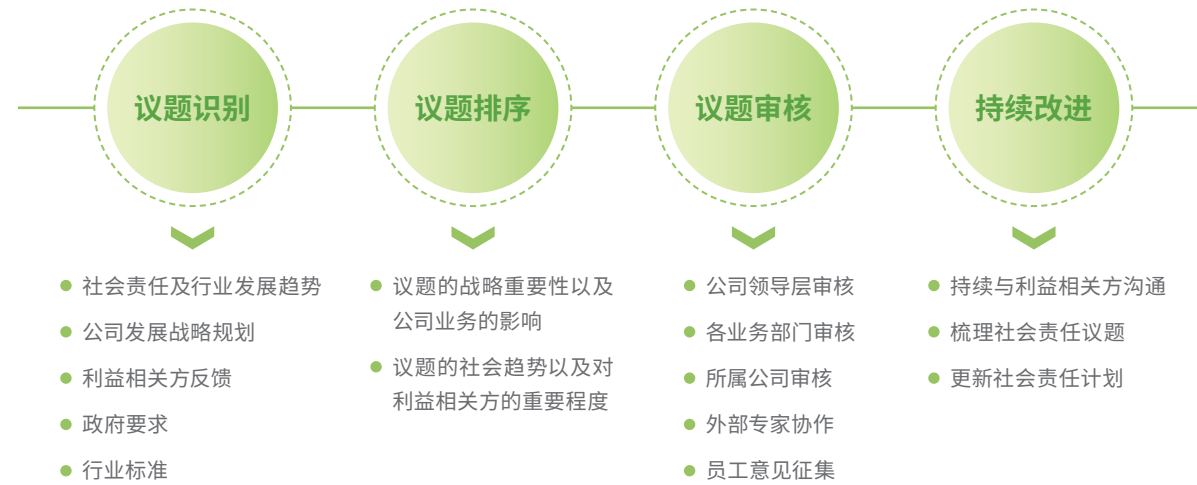 议题识别
议题排序
议题审核
持续改进
社会责任及行业发展趋势
公司发展战略规划
利益相关方反馈
政府要求
行业标准
议题的战略重要性以及
公司业务的影响
议题的社会趋势以及对
利益相关方的重要程度
公司领导层审核
各业务部门审核
所属公司审核
外部专家协作
员工意见征集
持续与利益相关方沟通
梳理社会责任议题
更新社会责任计划